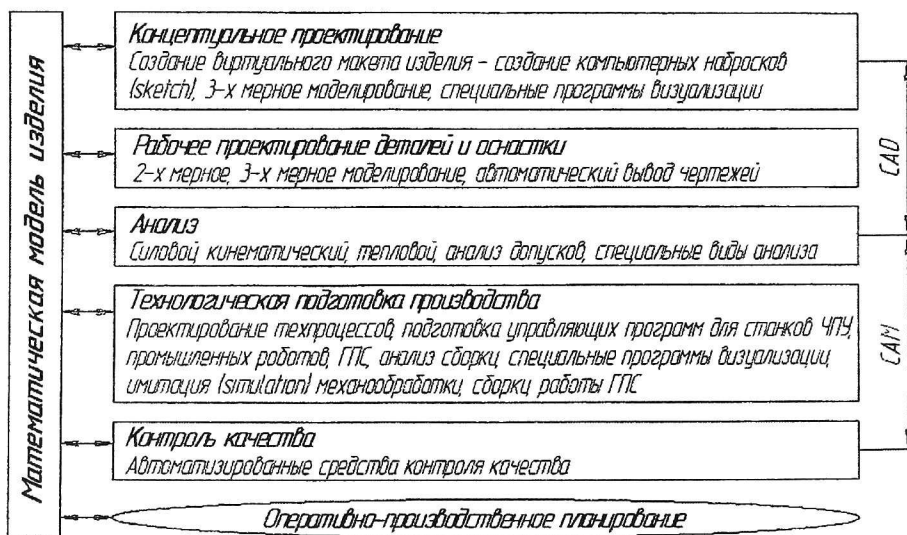 Математическая модель изделия
Концептуальное проектирование
Создание виртуального макета изделия – создание компьютерных набросков
(sketch), 3-х мерное моделирование, специальные программы визуализации
Рабочее проектирование деталей и оснастки
2-х мерное, 3-х мерное моделирование, автоматический вывод чертежей
Анализ
Силовой, кинематический, тепловой, анализ допусков, специальные виды анализа
Технологическая подготовка производства
Проектирование техпроцессов, подготовка управляющих программ для станков ЧПУ,
промышленных роботов, ГПС, анализ сборки, специальные программы визуализации,
имитация (simulation) механообработки, сборки, работы ГПС
Контроль качества
Автоматизированные средства контроля качества
Оперативно-производственное планирование
CAD
CAM